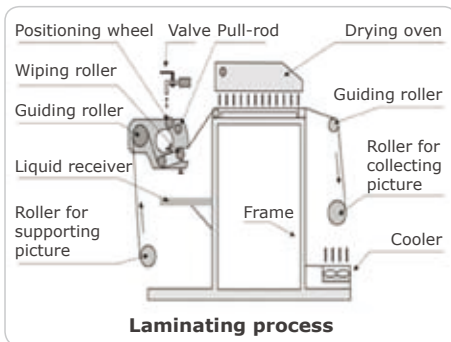 Positioning wheel
Valve
Pull-rod
Drying oven
Wiping roller
Guiding roller
Guiding roller
Liquid receiver
Roller for
collecting
picture
Roller for
supporting
picture
Frame
Cooler
Laminating process